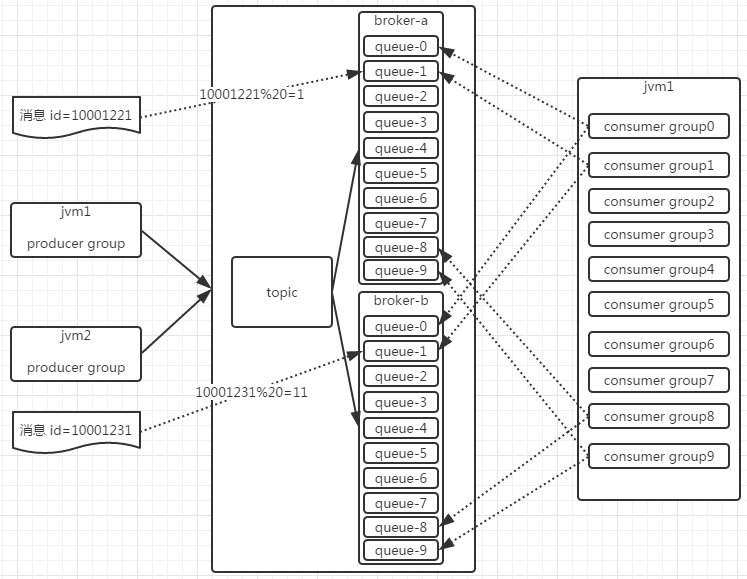 消息 id=10001221
10001221%20=1
jvm1
producer group
jvm2
producer group
消息 id=10001231
10001231%20=11
topic
broker-a
queue-0
queue-1
queue-2
queue-3
queue-4
queue-5
queue-6
queue-7
queue-8
queue-9
broker-b
queue-0
queue-1
queue-2
queue-3
queue-4
queue-5
queue-6
queue-7
queue-8
queue-9
jvm1
consumer group0
consumer group1
consumer group2
consumer group3
consumer group4
consumer group5
consumer group6
consumer group7
consumer group8
consumer group9